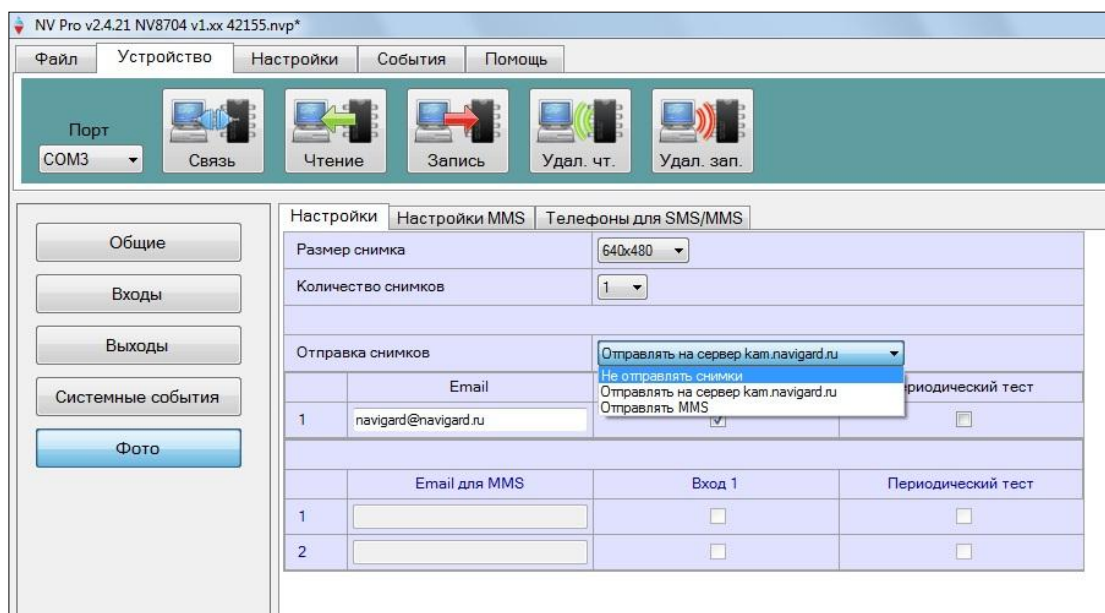 NV Pro v2.4.21 NV8704 v1.xx 42155.nvp*
Файл Устройство Настройки События Помощь
Порт
COM3 Связь Чтение Запись Удал. чт. Удал. зап.
Общие
Входы
Выходы
Системные события
Фото
Настройки Настройки MMS Телефоны для SMS/MMS
Размер снимка 640x480
Количество снимков 1
Отправка снимков Отправлять на сервер kam.navigard.ru
Не отправлять снимки
Отправлять на сервер kam.navigard.ru
Отправлять MMS
Email ериодический тест
1 navigard@navigard.ru
Email для MMS Вход 1 Периодический тест
1
2